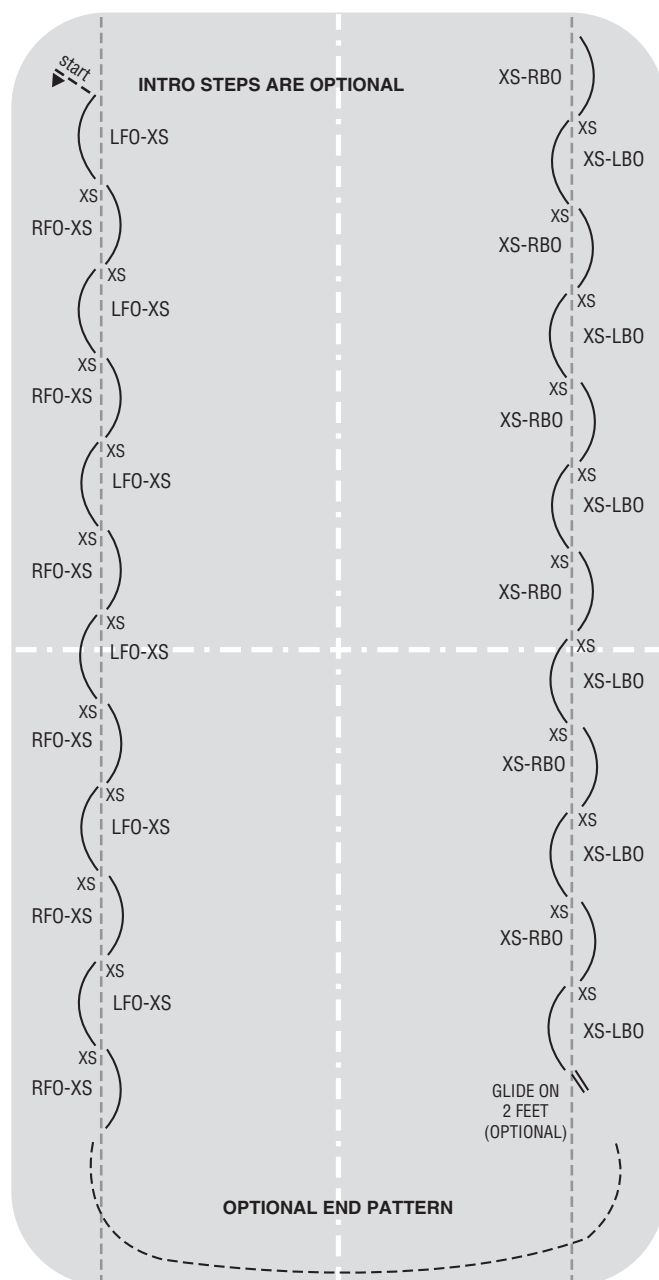 start
INTRO STEPS ARE OPTIONAL
LFO-XS
XS
RFO-XS
XS
LFO-XS
XS
RFO-XS
XS
LFO-XS
XS
RFO-XS
XS
LFO-XS
XS
RFO-XS
XS
LFO-XS
XS
RFO-XS
XS
LFO-XS
XS
RFO-XS
XS-RBO
XS
XS-LBO
XS
XS-RBO
XS
XS-LBO
XS
XS-RBO
XS
XS-LBO
XS
XS-RBO
XS
XS-LBO
XS
XS-RBO
XS
XS-LBO
XS
XS-RBO
XS
XS-LBO
GLIDE ON
2 FEET
(OPTIONAL)
OPTIONAL END PATTERN